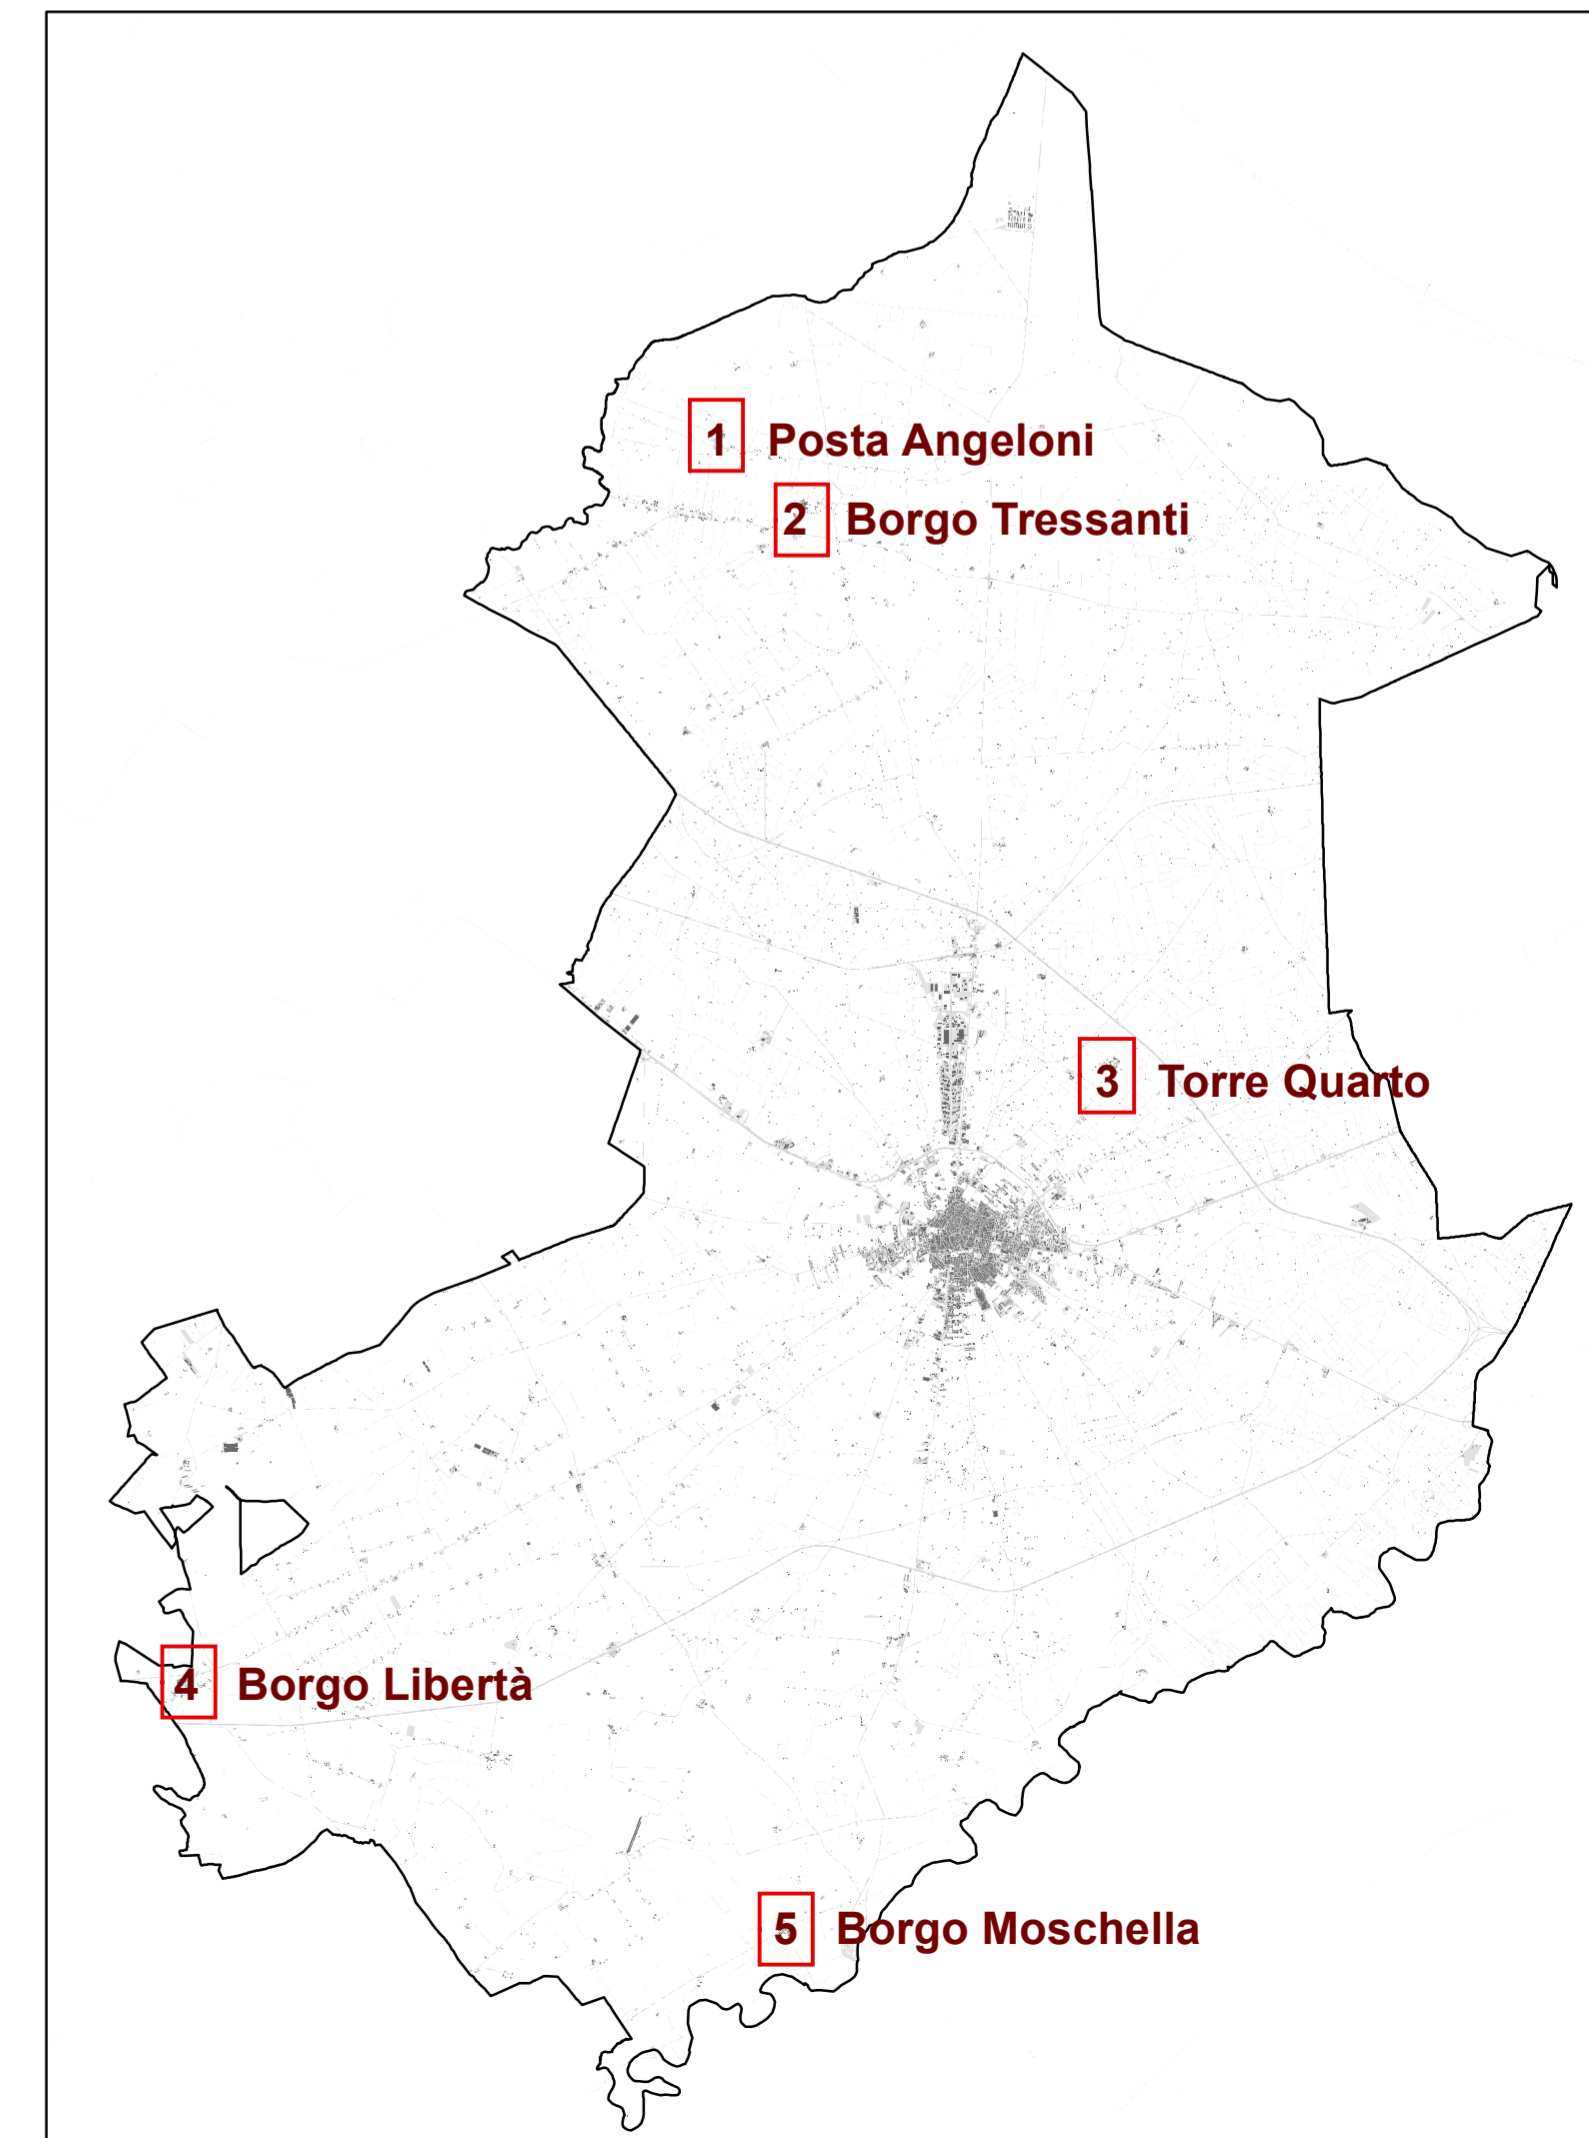 1 Posta Angeloni
2 Borgo Tressanti
3 Torre Quarto
4 Borgo Libertà
5 Borgo Moschella